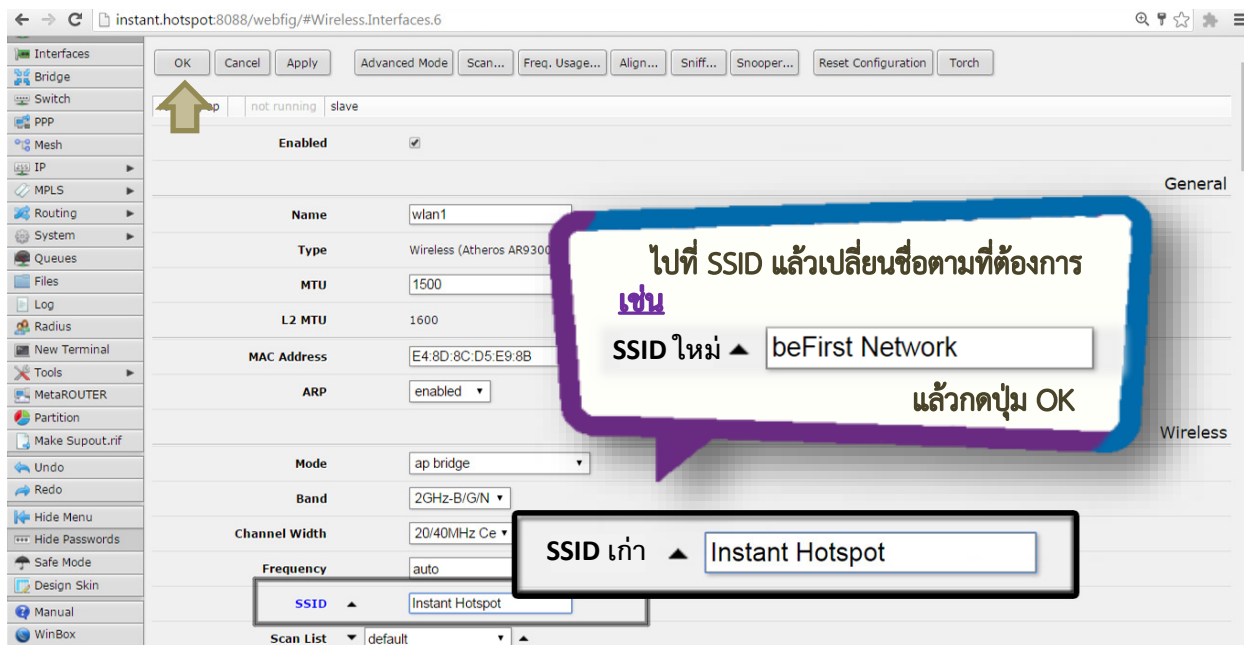 instant.hotspot:8088/webfig/#Wireless.Interfaces.6
Interfaces
Bridge
Switch
PPP
Mesh
IP
MPLS
Routing
System
Queues
Files
Log
Radius
New Terminal
Tools
MetaROUTER
Partition
Make Supout.rif
Undo
Redo
Hide Menu
Hide Passwords
Safe Mode
Design Skin
Manual
WinBox
OK Cancel Apply Advanced Mode Scan... Freq. Usage... Align... Sniff... Snooper... Reset Configuration Torch
not running slave
Enabled
General
Name wlan1
Type Wireless (Atheros AR9300
MTU 1500
L2 MTU 1600
MAC Address E4:8D:8C:D5:E9:8B
ARP enabled
Wireless
Mode ap bridge
Band 2GHz-B/G/N
Channel Width 20/40MHz Ce
Frequency auto
SSID Instant Hotspot
Scan List default
ไปที่ SSID แล้วเปลี่ยนชื่อตามที่ต้องการ
เช่น
SSID ใหม่ beFirst Network
แล้วกดปุ่ม OK
SSID เก่า Instant Hotspot